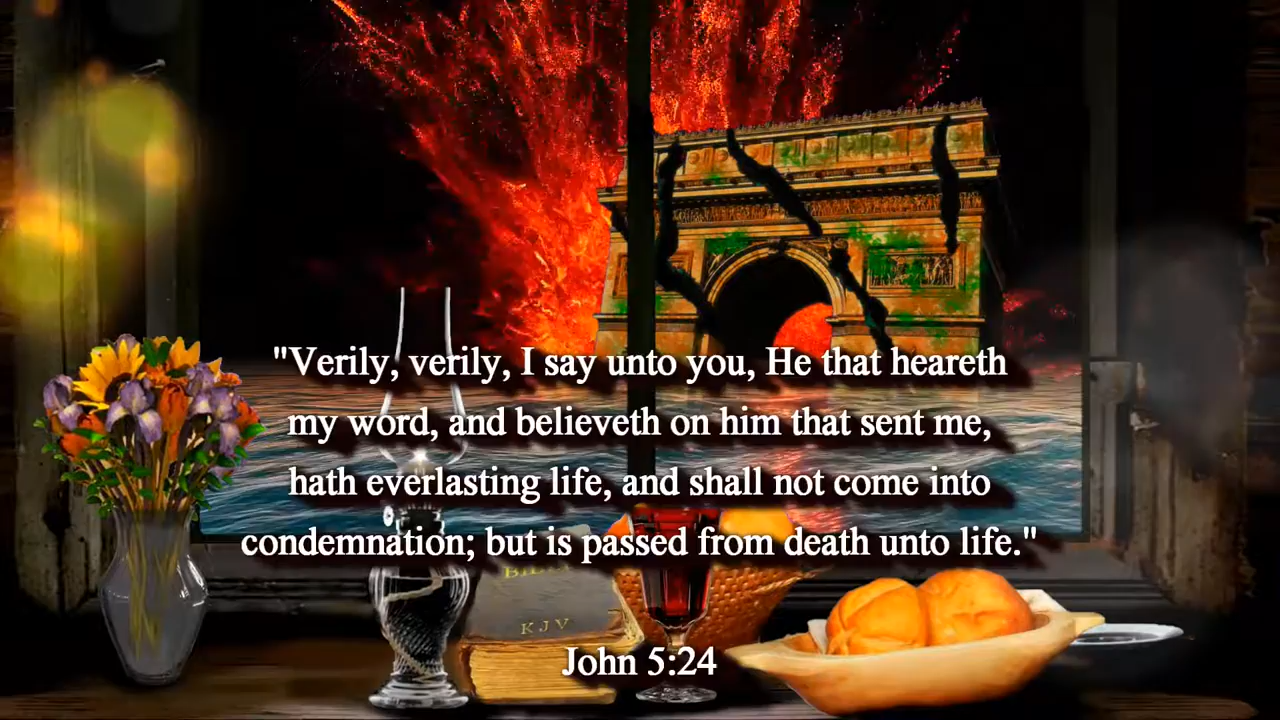 "Verily, verily, I say unto you, He that heareth
my word, and believeth on him that sent me,
hath everlasting life, and shall not come into
condemnation; but is passed from death unto life."
KJV
John 5:24